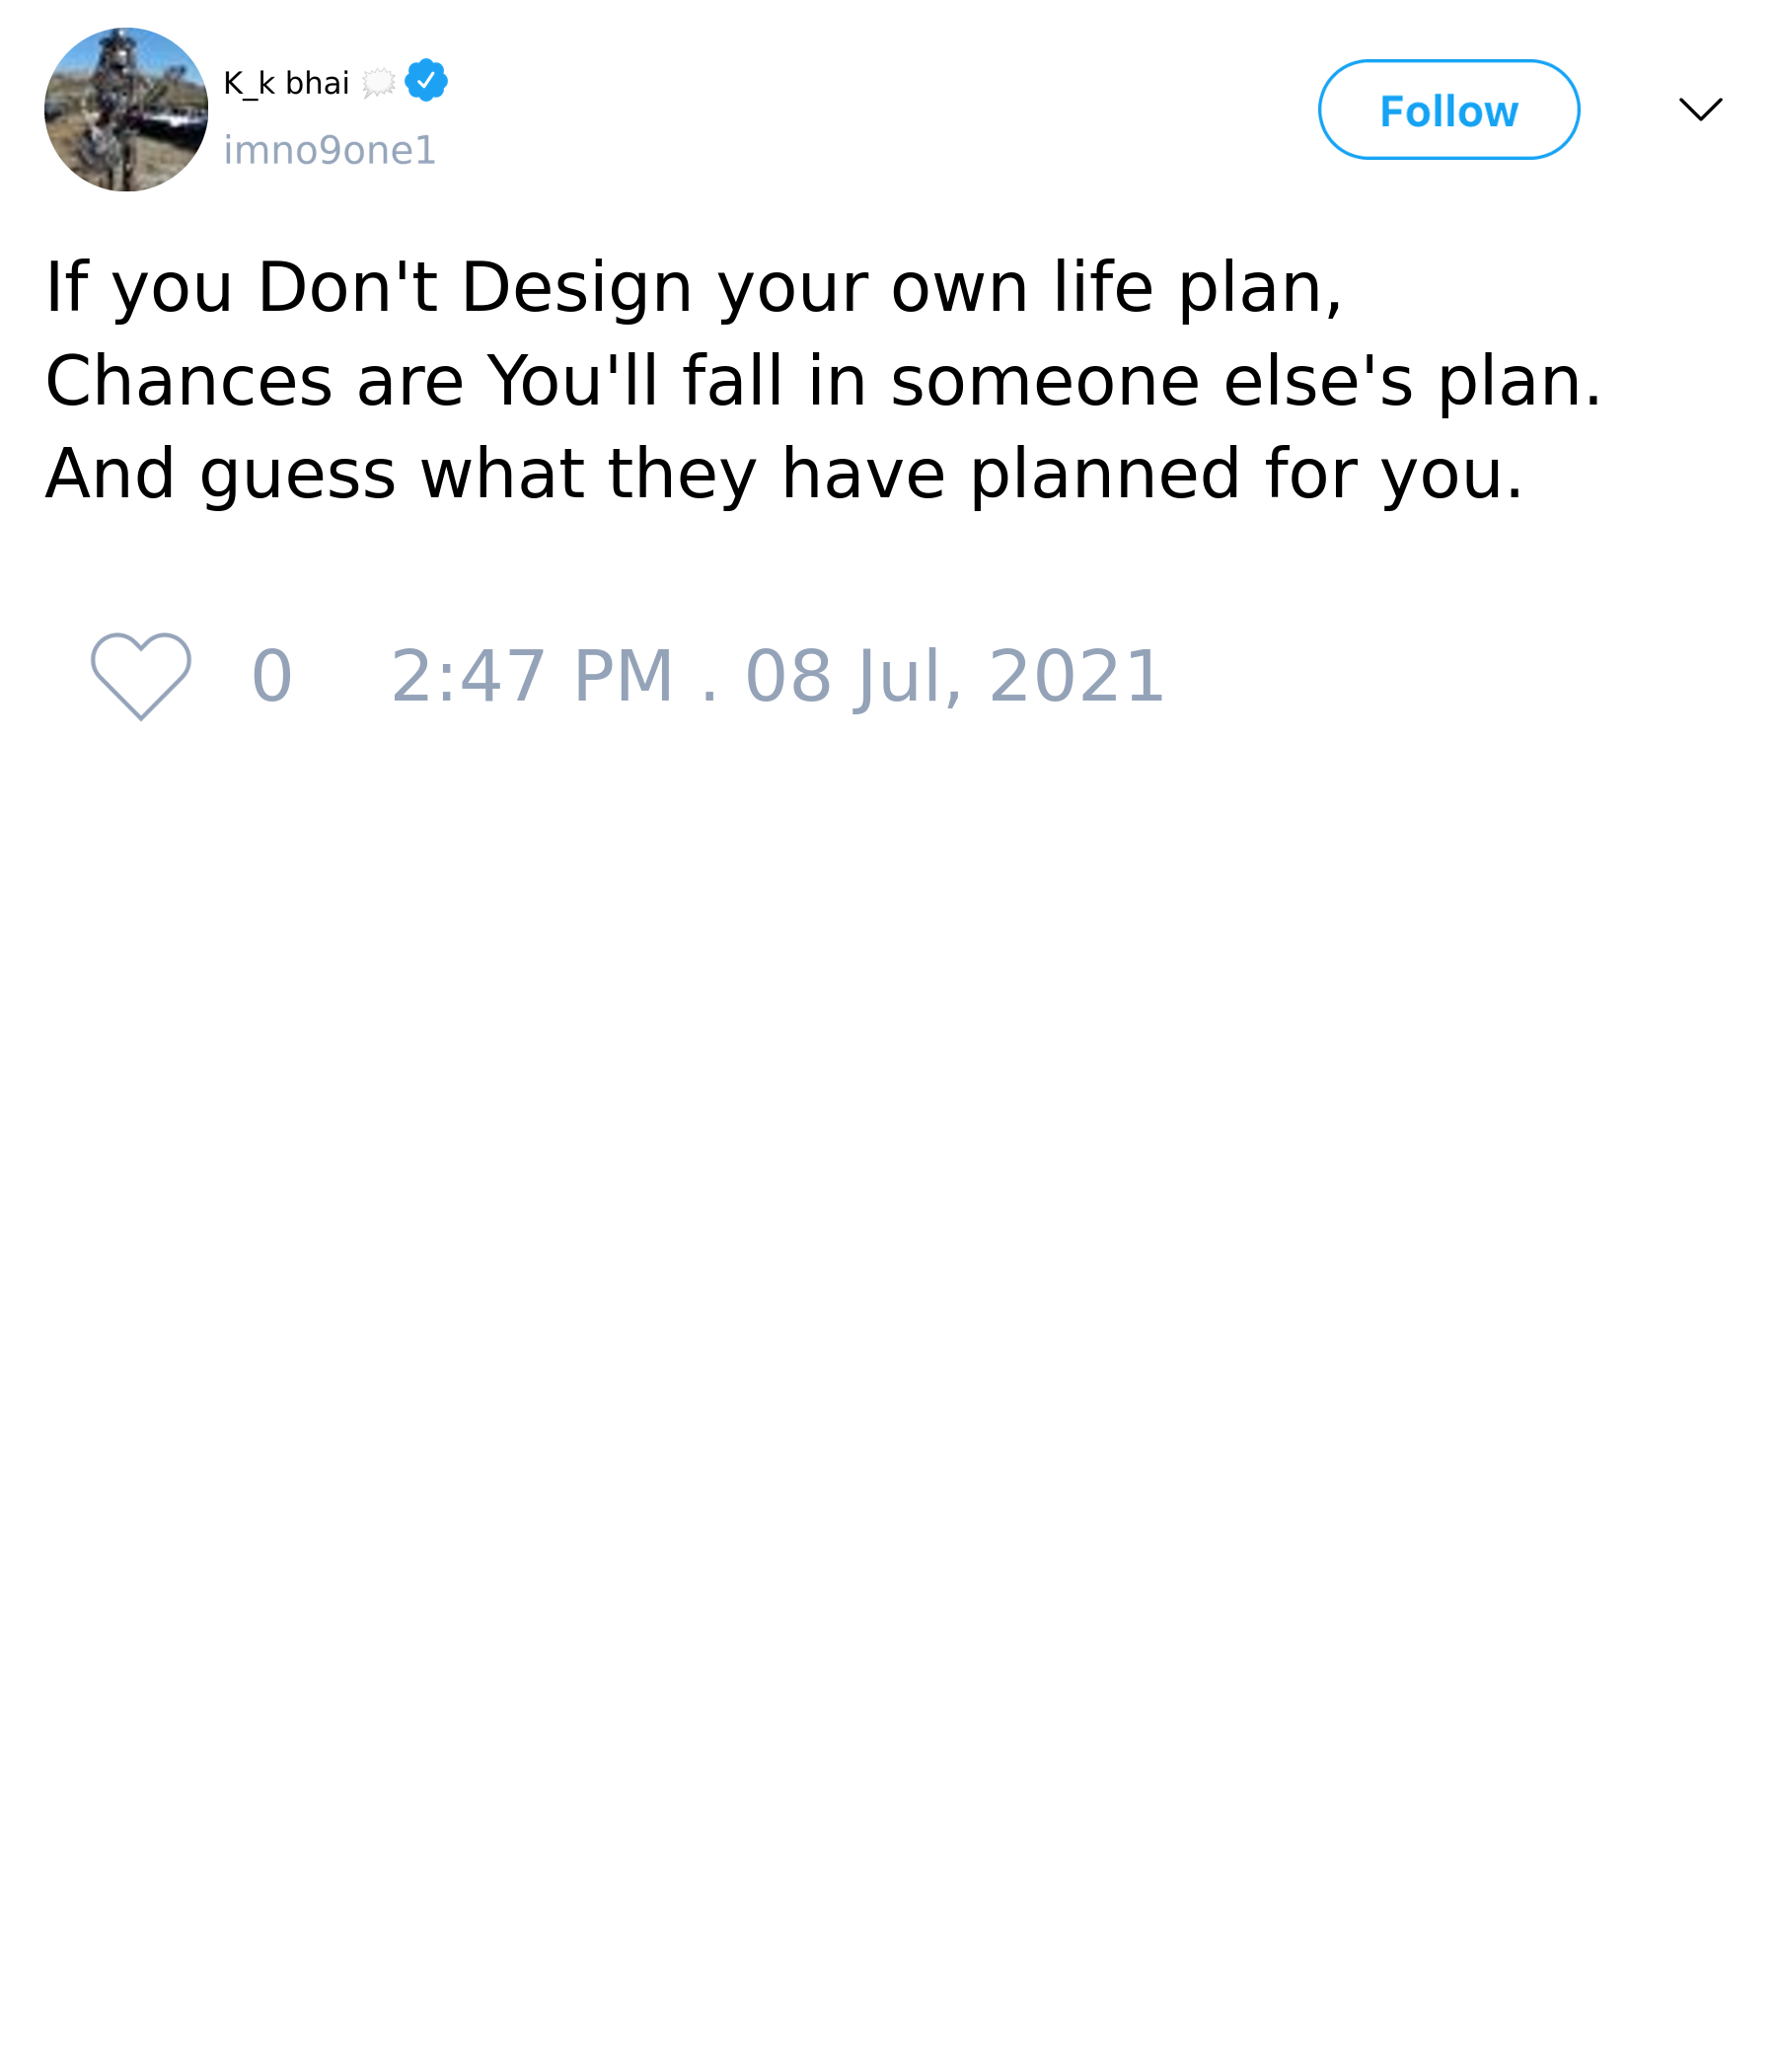 K_k bhai
imno9one1
Follow
If you Don't Design your own life plan,
Chances are You'll fall in someone else's plan.
And guess what they have planned for you.
0 2:47 PM . 08 Jul, 2021